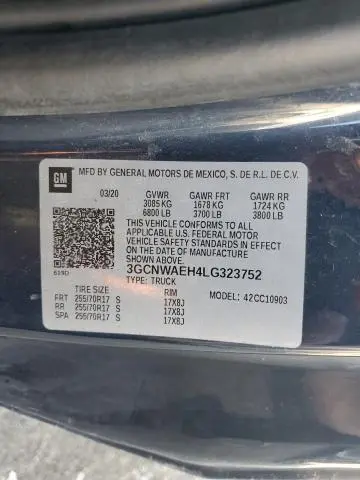 GM
MFD BY GENERAL MOTORS DE MEXICO, S. DE R.L. DE C.V.
03/20 GVWR GAWR FRT GAWR RR
3085 KG 1678 KG 1724 KG
6800 LB 3700 LB 3800 LB
THIS VEHICLE CONFORMS TO ALL
APPLICABLE U.S. FEDERAL MOTOR
VEHICLE SAFETY STANDARDS IN
EFFECT ON THE DATE OF MANUFACTURE
SHOWN ABOVE.
3GCNWAEH4LG323752
TYPE: TRUCK
TIRE SIZE RIM MODEL: 42CC10903
FRT 255/70R17 S 17X8J
RR 255/70R17 S 17X8J
SPA 255/70R17 S 17X8J